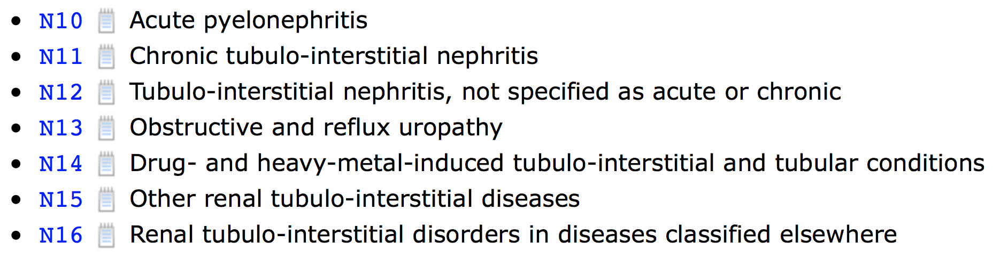 • N10 Acute pyelonephritis
• N11 Chronic tubulo-interstitial nephritis
• N12 Tubulo-interstitial nephritis, not specified as acute or chronic
• N13 Obstructive and reflux uropathy
• N14 Drug- and heavy-metal-induced tubulo-interstitial and tubular conditions
• N15 Other renal tubulo-interstitial diseases
• N16 Renal tubulo-interstitial disorders in diseases classified elsewhere